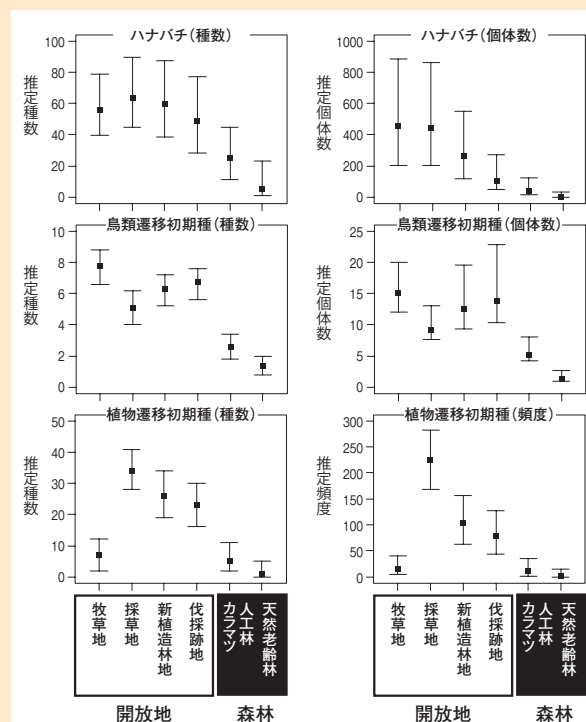 ハナバチ(種数)
推定種数
100
80
60
40
20
0
ハナバチ(個体数)
推定個体数
1000
800
600
400
200
0
鳥類遷移初期種(種数)
推定種数
10
8
6
4
2
0
鳥類遷移初期種(個体数)
推定個体数
25
20
15
10
5
0
植物遷移初期種(種数)
推定種数
50
40
30
20
10
0
植物遷移初期種(頻度)
推定頻度
300
250
200
150
100
50
0
牧草地
採草地
新植造林地
伐採跡地
カラマツ
人工林
天然老齢林
開放地
森林
牧草地
採草地
新植造林地
伐採跡地
カラマツ
人工林
天然老齢林
開放地
森林